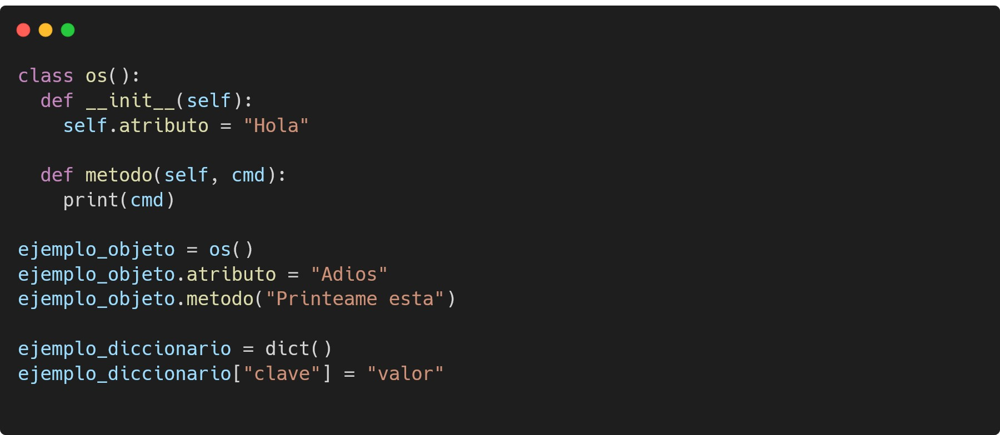 class os():
  def __init__(self):
    self.atributo = "Hola"

  def metodo(self, cmd):
    print(cmd)

ejemplo_objeto = os()
ejemplo_objeto.atributo = "Adios"
ejemplo_objeto.metodo("Printeame esta")

ejemplo_diccionario = dict()
ejemplo_diccionario["clave"] = "valor"